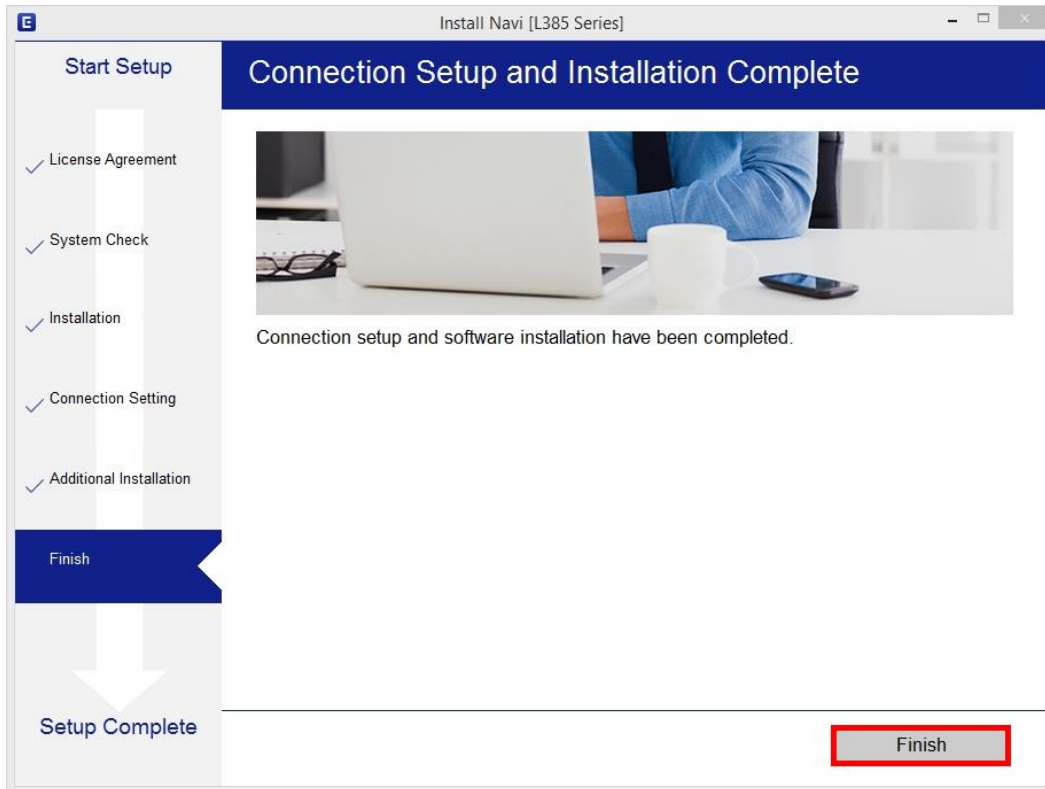 E
Install Navi [L385 Series]
Start Setup
Connection Setup and Installation Complete
License Agreement
System Check
Installation
Connection setup and software installation have been completed.
Connection Setting
Additional Installation
Finish
Setup Complete
Finish